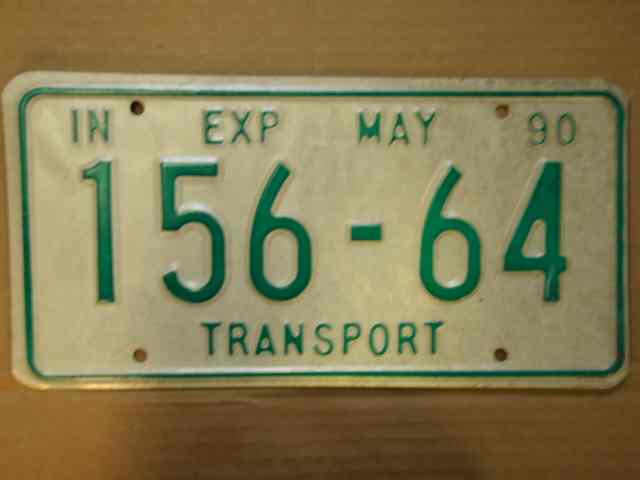 IN EXP MAY 90
156-64
TRANSPORT